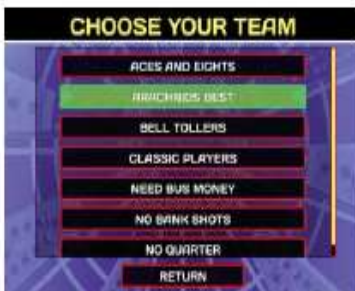 CHOOSE YOUR TEAM
ACES AND EIGHTS
ARACHNIDS BEST
BELL TOLLERS
CLASSIC PLAYERS
NEED BUS MONEY
NO BANK SHOTS
NO QUARTER
RETURN